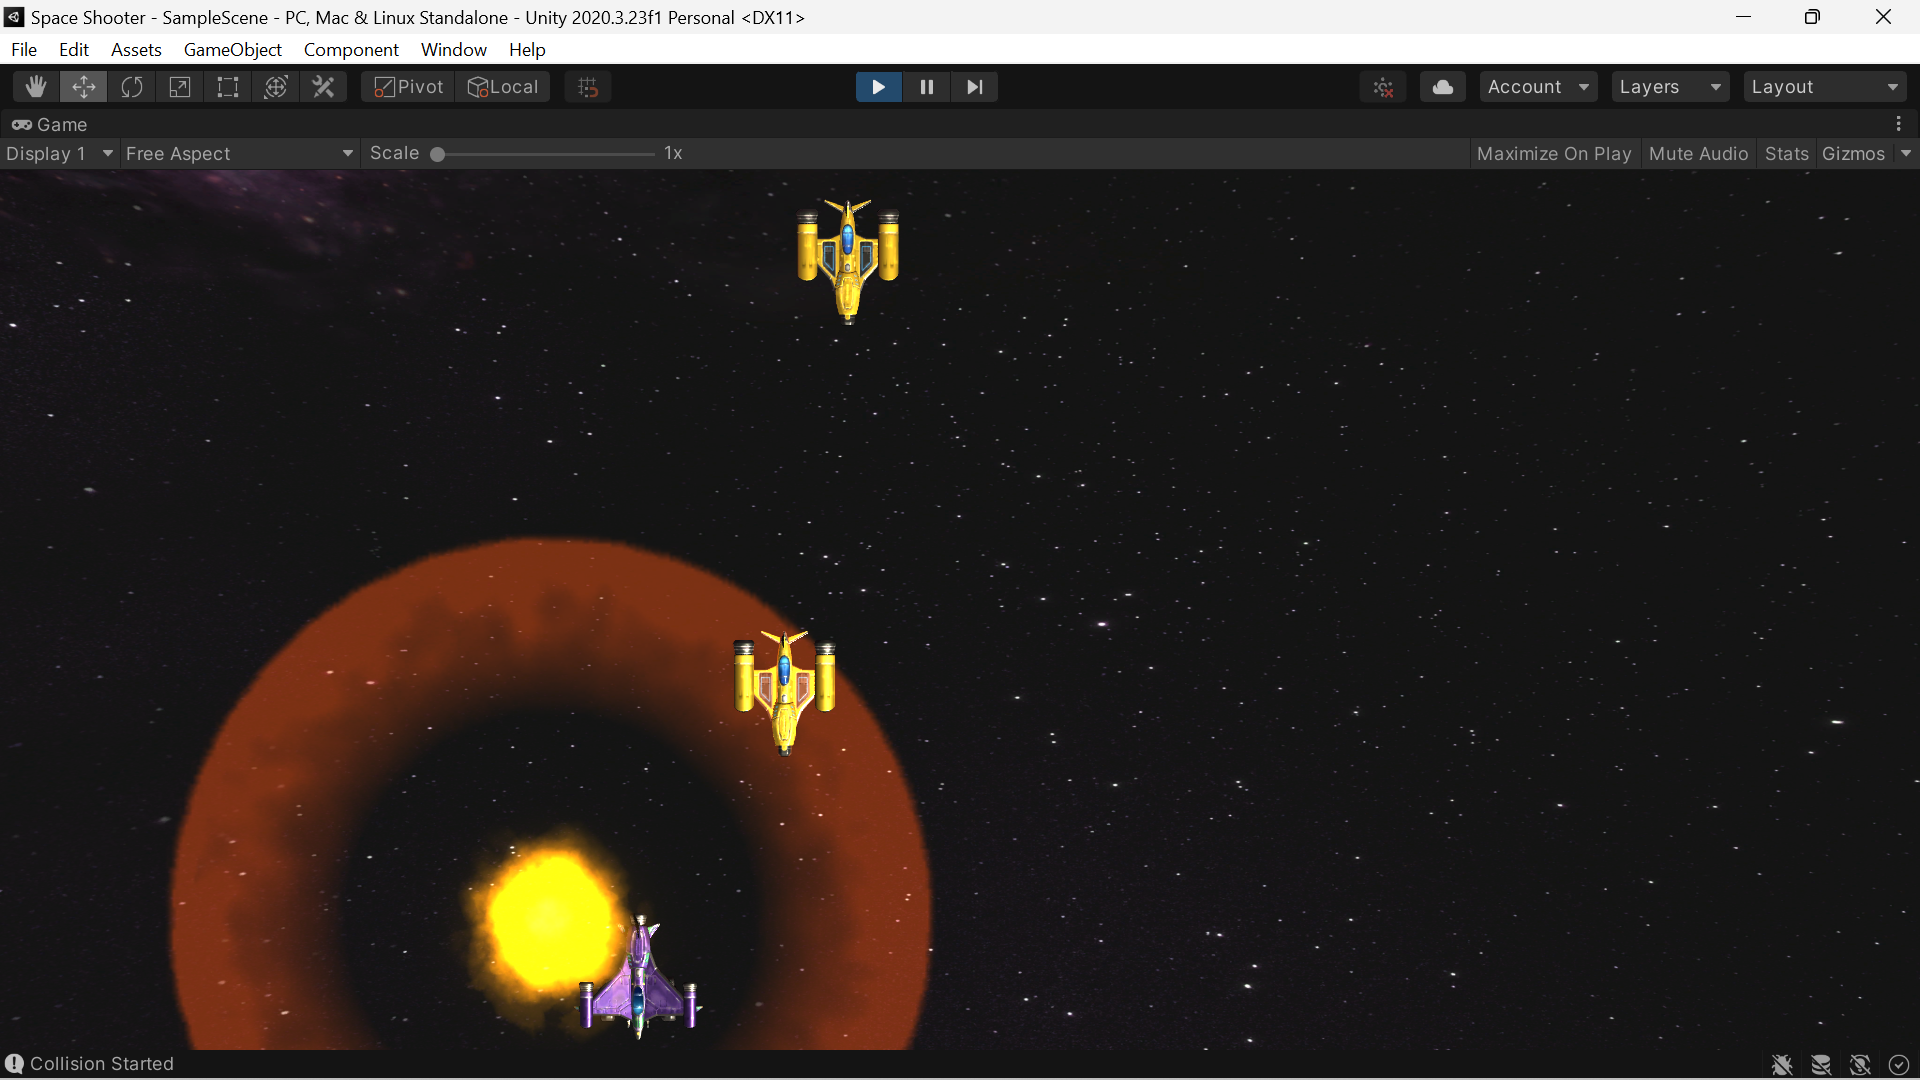 Space Shooter - SampleScene - PC, Mac & Linux Standalone - Unity 2020.3.23f1 Personal <DX11>
File Edit Assets GameObject Component Window Help
Pivot Local Account Layers Layout
Game
Display 1 Free Aspect Scale 1x Maximize On Play Mute Audio Stats Gizmos
Collision Started